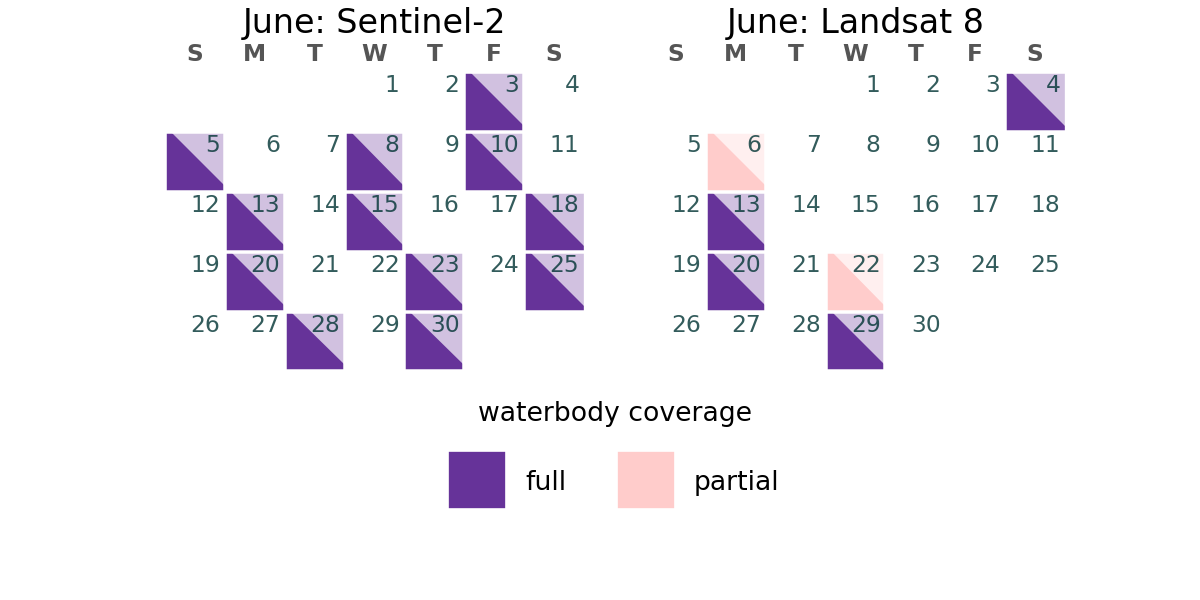 June: Sentinel-2
S M T W T F S
1 2 3 4
5 6 7 8 9 10 11
12 13 14 15 16 17 18
19 20 21 22 23 24 25
26 27 28 29 30
June: Landsat 8
S M T W T F S
1 2 3 4
5 6 7 8 9 10 11
12 13 14 15 16 17 18
19 20 21 22 23 24 25
26 27 28 29 30
waterbody coverage
full
partial